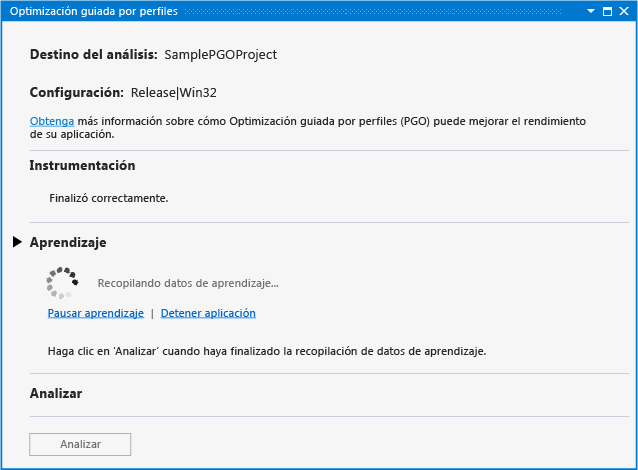 Optimización guiada por perfiles
Destino del análisis: SamplePGOProject
Configuración: Release|Win32
Obtenga más información sobre cómo Optimización guiada por perfiles (PGO) puede mejorar el rendimiento
de su aplicación.
Instrumentación
Finalizó correctamente.
Aprendizaje
Recopilando datos de aprendizaje...
Pausar aprendizaje | Detener aplicación
Haga clic en ‘Analizar’ cuando haya finalizado la recopilación de datos de aprendizaje.
Analizar
Analizar